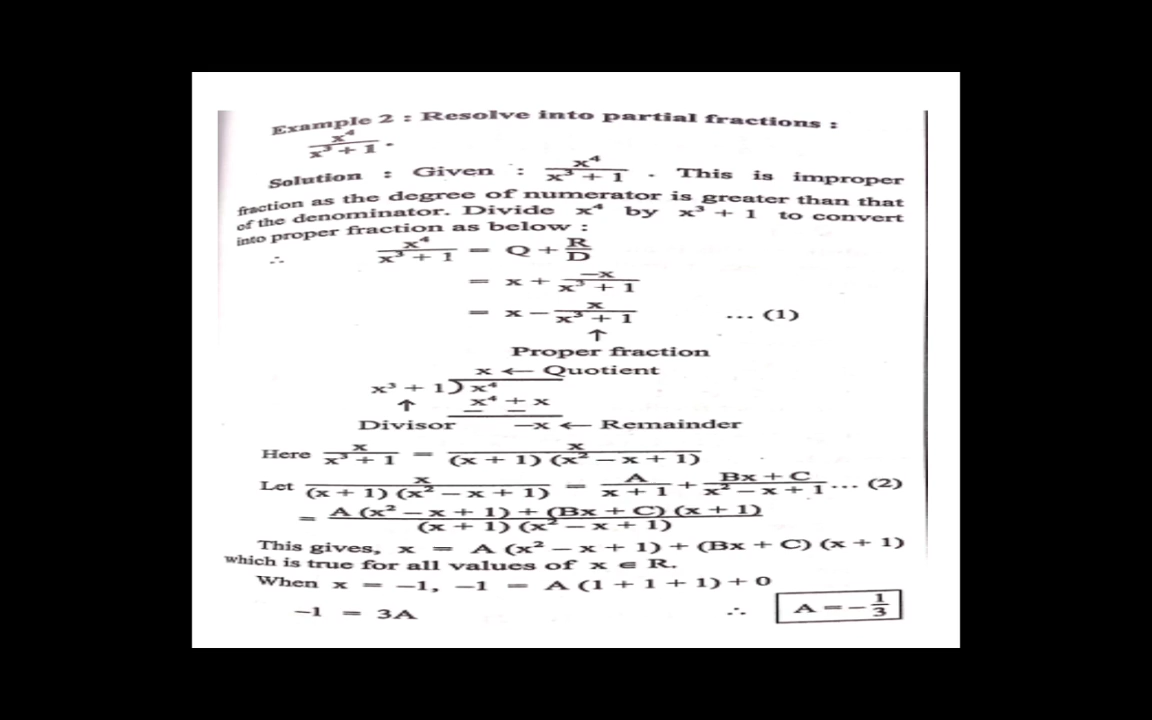 Example 2 : Resolve into partial fractions :
x⁴ / (x³ + 1) .
Solution : Given : x⁴ / (x³ + 1) . This is improper
fraction as the degree of numerator is greater than that
of the denominator. Divide x⁴ by x³ + 1 to convert
into proper fraction as below :
∴ x⁴ / (x³ + 1) = Q + R/D
= x + −x / (x³ + 1)
= x − x / (x³ + 1) ... (1)
↑
Proper fraction
x ← Quotient
x³ + 1 ) x⁴
↑ x⁴ + x
− −
Divisor −x ← Remainder
Here x / (x³ + 1) = x / ((x + 1) (x² − x + 1))
Let x / ((x + 1) (x² − x + 1)) = A / (x + 1) + (Bx + C) / (x² − x + 1) ... (2)
= (A (x² − x + 1) + (Bx + C) (x + 1)) / ((x + 1) (x² − x + 1))
This gives, x = A (x² − x + 1) + (Bx + C) (x + 1)
which is true for all values of x ∈ R.
When x = −1, −1 = A (1 + 1 + 1) + 0
−1 = 3A ∴ A = − 1/3